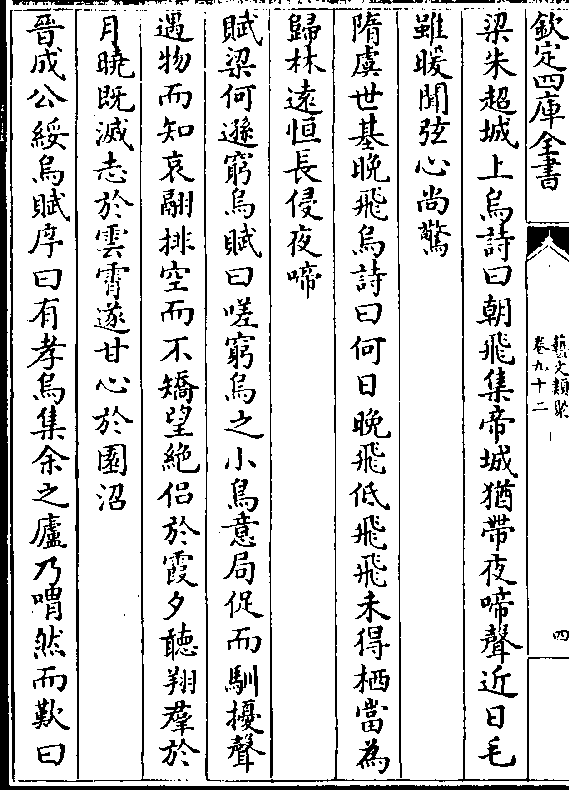 欽定四庫全書
藝文類聚
卷九十二
四
梁朱超城上烏詩曰朝飛集帝城猶帶夜啼聲近日毛
雖暖聞弦心尚驚
隋虞世基晚飛烏詩曰何日晚飛低飛飛未得栖當為
歸林遠恒長侵夜啼
賦梁何遜窮烏賦曰嗟窮烏之小鳥意局促而馴擾聲
遇物而知哀翮排空而不矯望絶侣於霞夕聽翔羣於
月曉既滅志於雲霄遂甘心於園沼
晉成公綏烏賦序曰有孝烏集余之廬乃喟然而歎曰